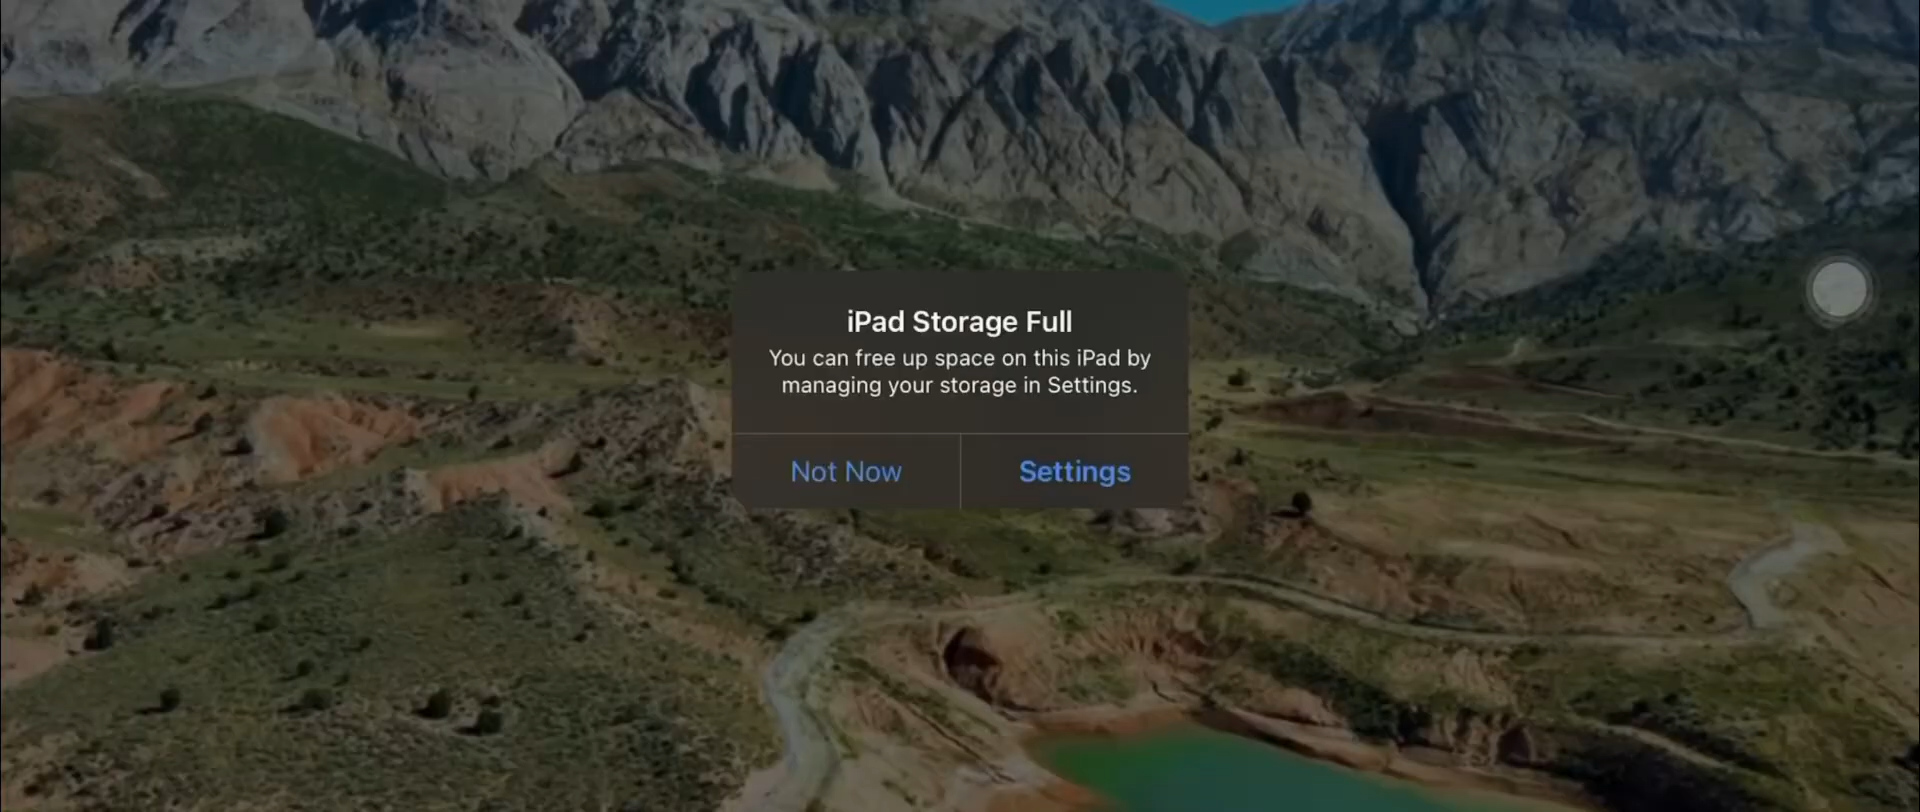 iPad Storage Full
You can free up space on this iPad by
managing your storage in Settings.
Not Now
Settings